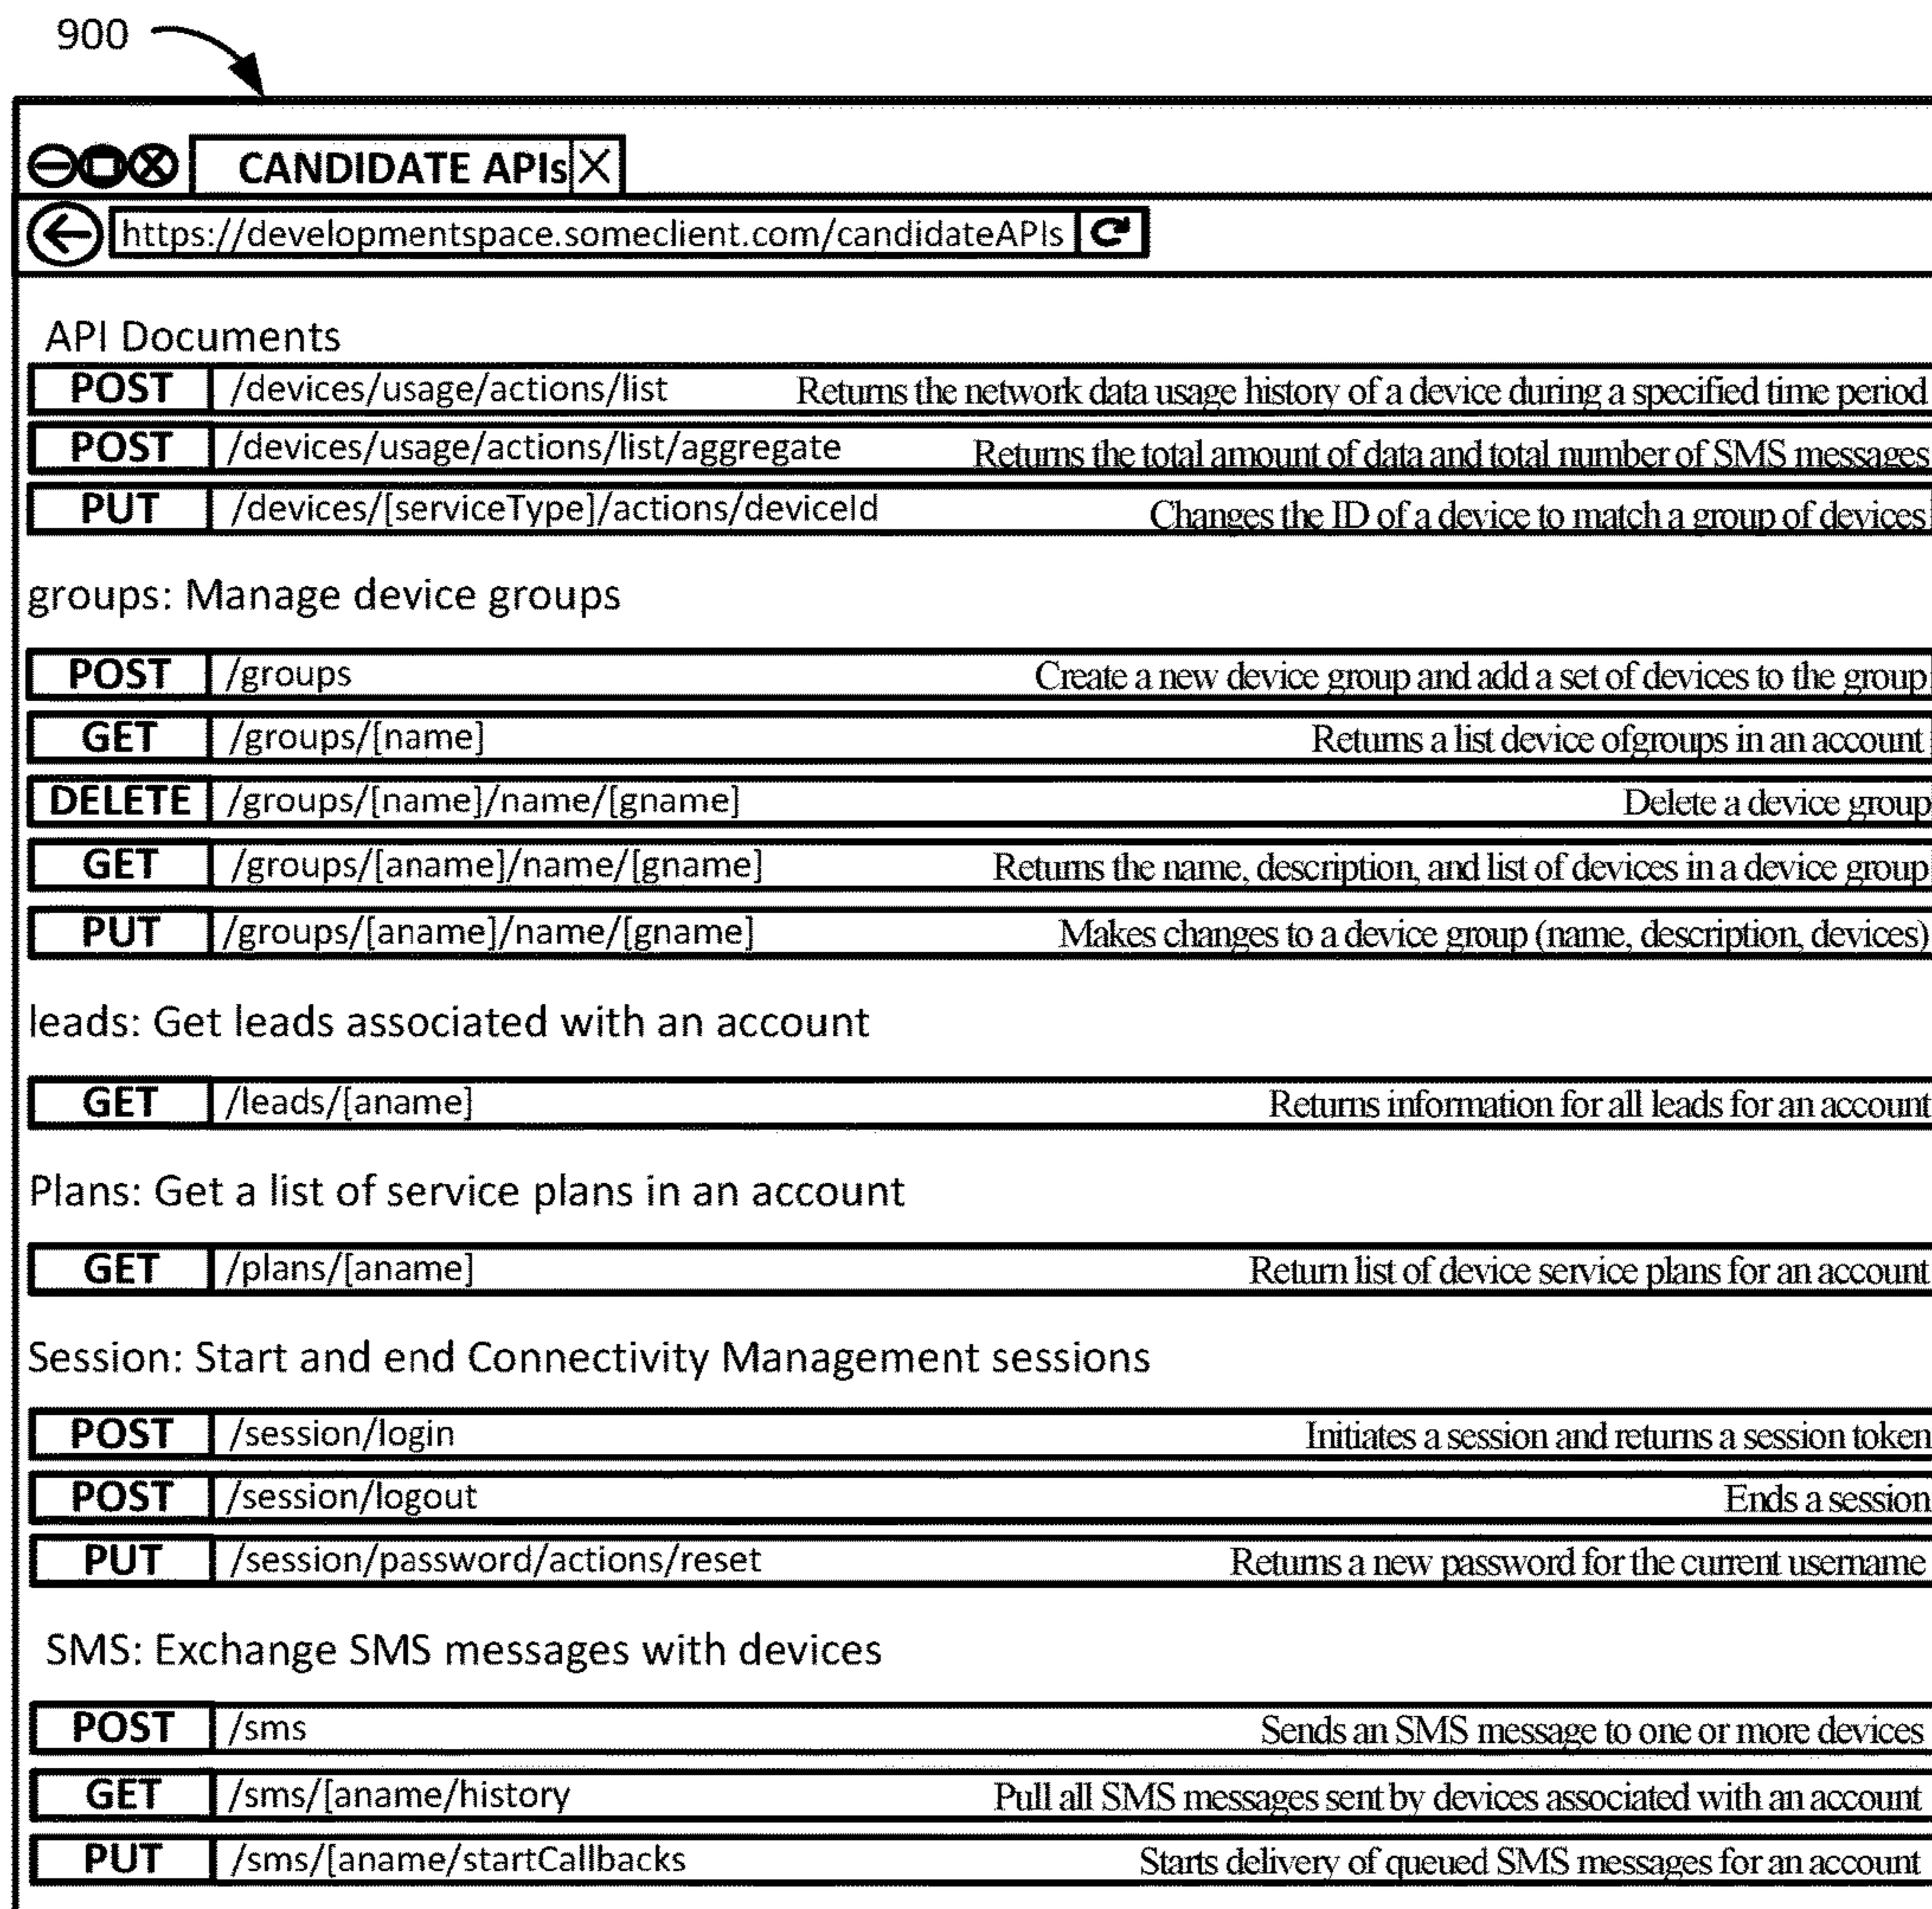 900
CANDIDATE APIs
https://developmentspace.someclient.com/candidateAPIs
API Documents
POST /devices/usage/actions/list Returns the network data usage history of a device during a specified time period
POST /devices/usage/actions/list/aggregate Returns the total amount of data and total number of SMS messages
PUT /devices/[serviceType]/actions/deviceId Changes the ID of a device to match a group of devices
groups: Manage device groups
POST /groups Create a new device group and add a set of devices to the group
GET /groups/[name] Returns a list device ofgroups in an account
DELETE /groups/[name]/name/[gname] Delete a device group
GET /groups/[aname]/name/[gname] Returns the name, description, and list of devices in a device group
PUT /groups/[aname]/name/[gname] Makes changes to a device group (name, description, devices)
leads: Get leads associated with an account
GET /leads/[aname] Returns information for all leads for an account
Plans: Get a list of service plans in an account
GET /plans/[aname] Return list of device service plans for an account
Session: Start and end Connectivity Management sessions
POST /session/login Initiates a session and returns a session token
POST /session/logout Ends a session
PUT /session/password/actions/reset Returns a new password for the current username
SMS: Exchange SMS messages with devices
POST /sms Sends an SMS message to one or more devices
GET /sms/[aname/history Pull all SMS messages sent by devices associated with an account
PUT /sms/[aname/startCallbacks Starts delivery of queued SMS messages for an account